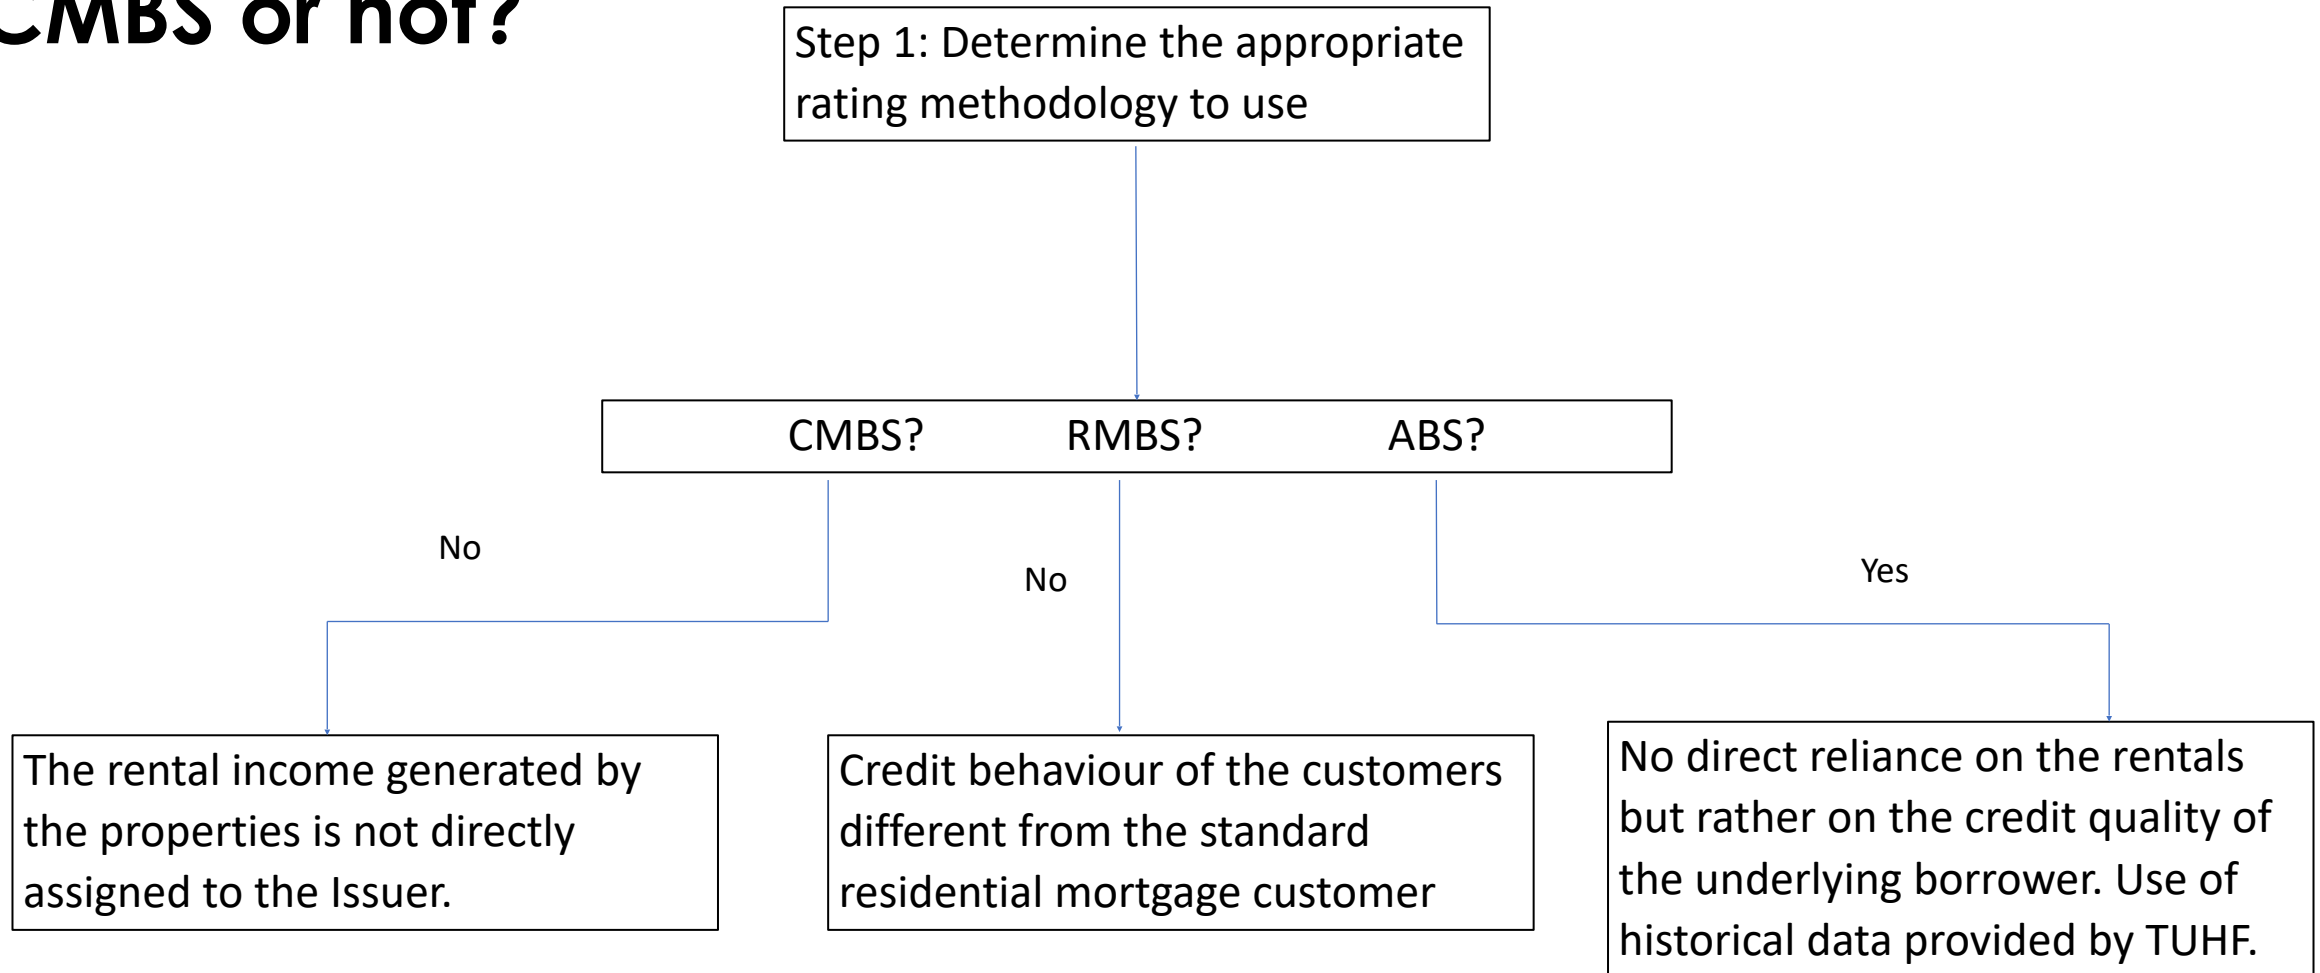 CMBS or not?
Step 1: Determine the appropriate
rating methodology to use
CMBS? RMBS? ABS?
No
No
Yes
The rental income generated by
the properties is not directly
assigned to the Issuer.
Credit behaviour of the customers
different from the standard
residential mortgage customer
No direct reliance on the rentals
but rather on the credit quality of
the underlying borrower. Use of
historical data provided by TUHF.